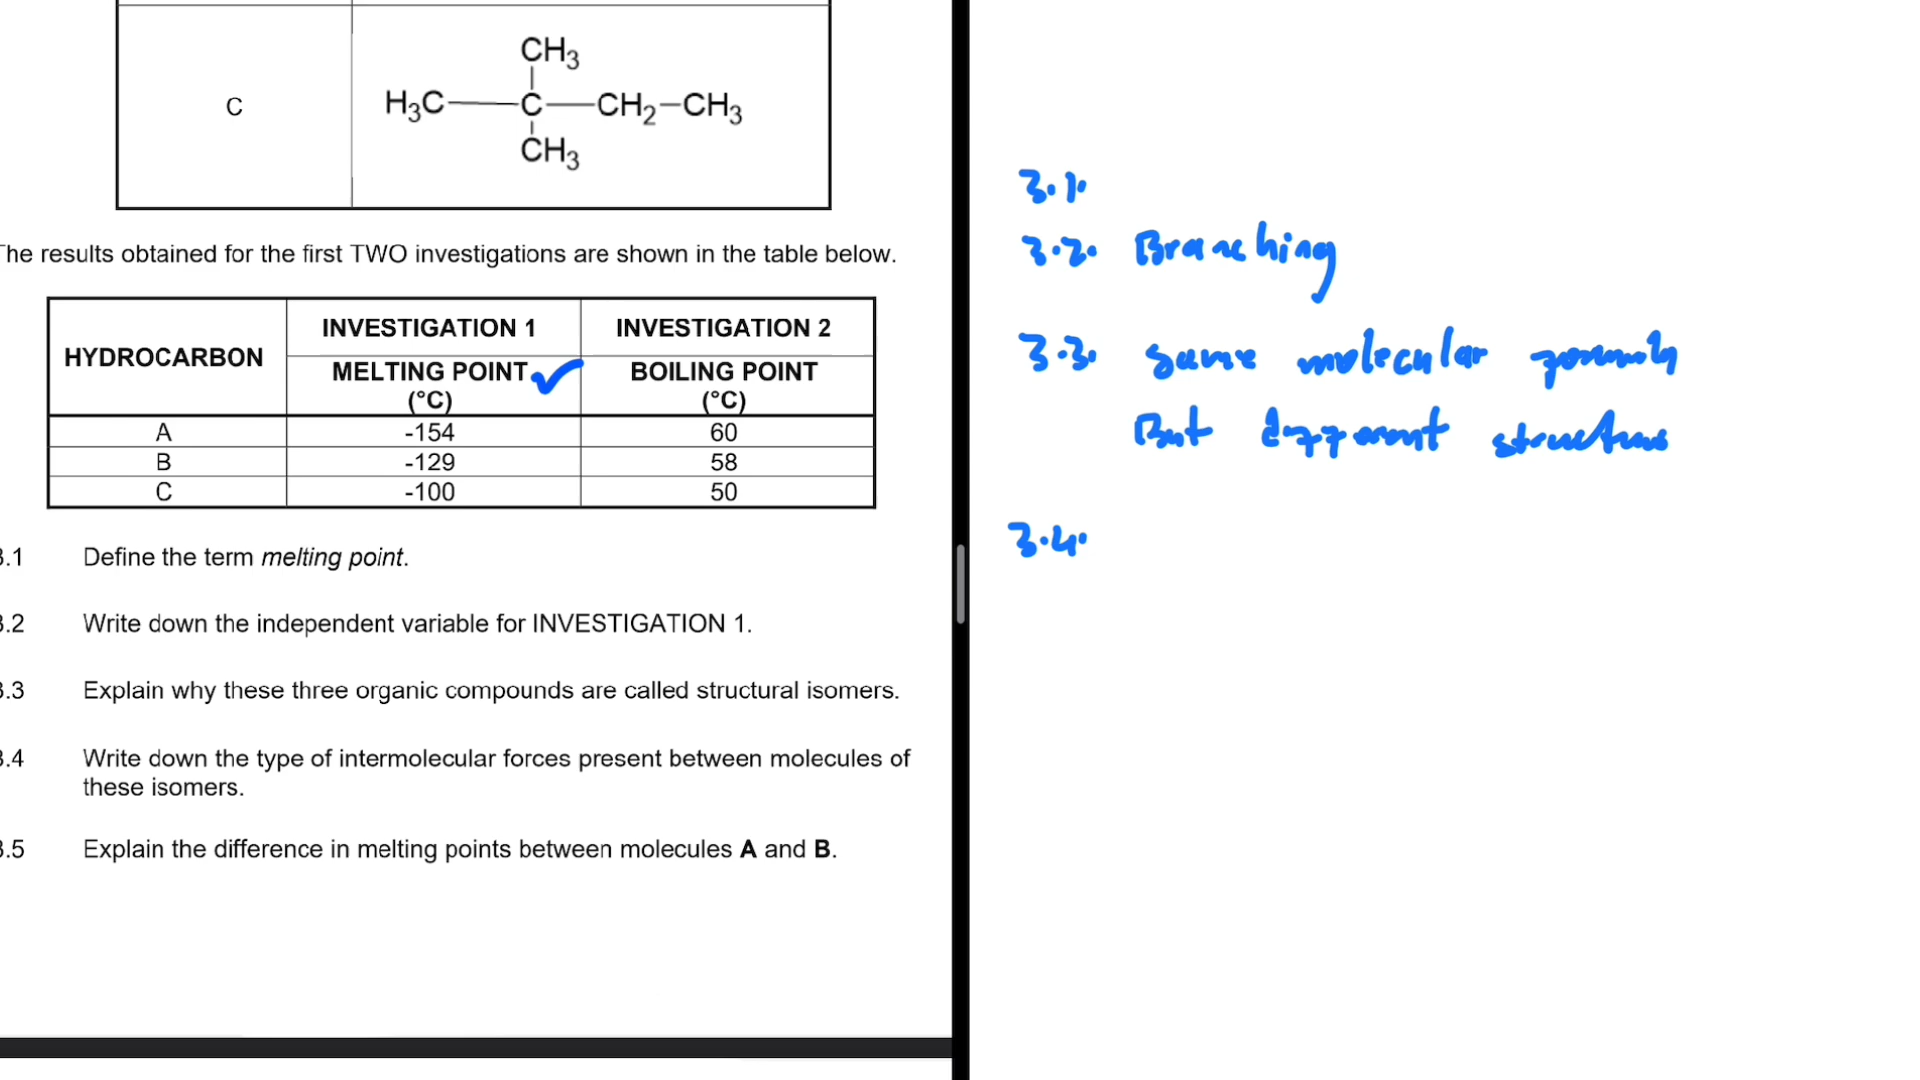 CH3
C
H3C—C—CH2–CH3
CH3
The results obtained for the first TWO investigations are shown in the table below.
HYDROCARBON
INVESTIGATION 1
INVESTIGATION 2
MELTING POINT (°C)
BOILING POINT (°C)
A -154 60
B -129 58
C -100 50
3.1 Define the term melting point.
3.2 Write down the independent variable for INVESTIGATION 1.
3.3 Explain why these three organic compounds are called structural isomers.
3.4 Write down the type of intermolecular forces present between molecules of
these isomers.
3.5 Explain the difference in melting points between molecules A and B.
3.1.
3.2. Branching
3.3. Same molecular
But different structures
3.4.